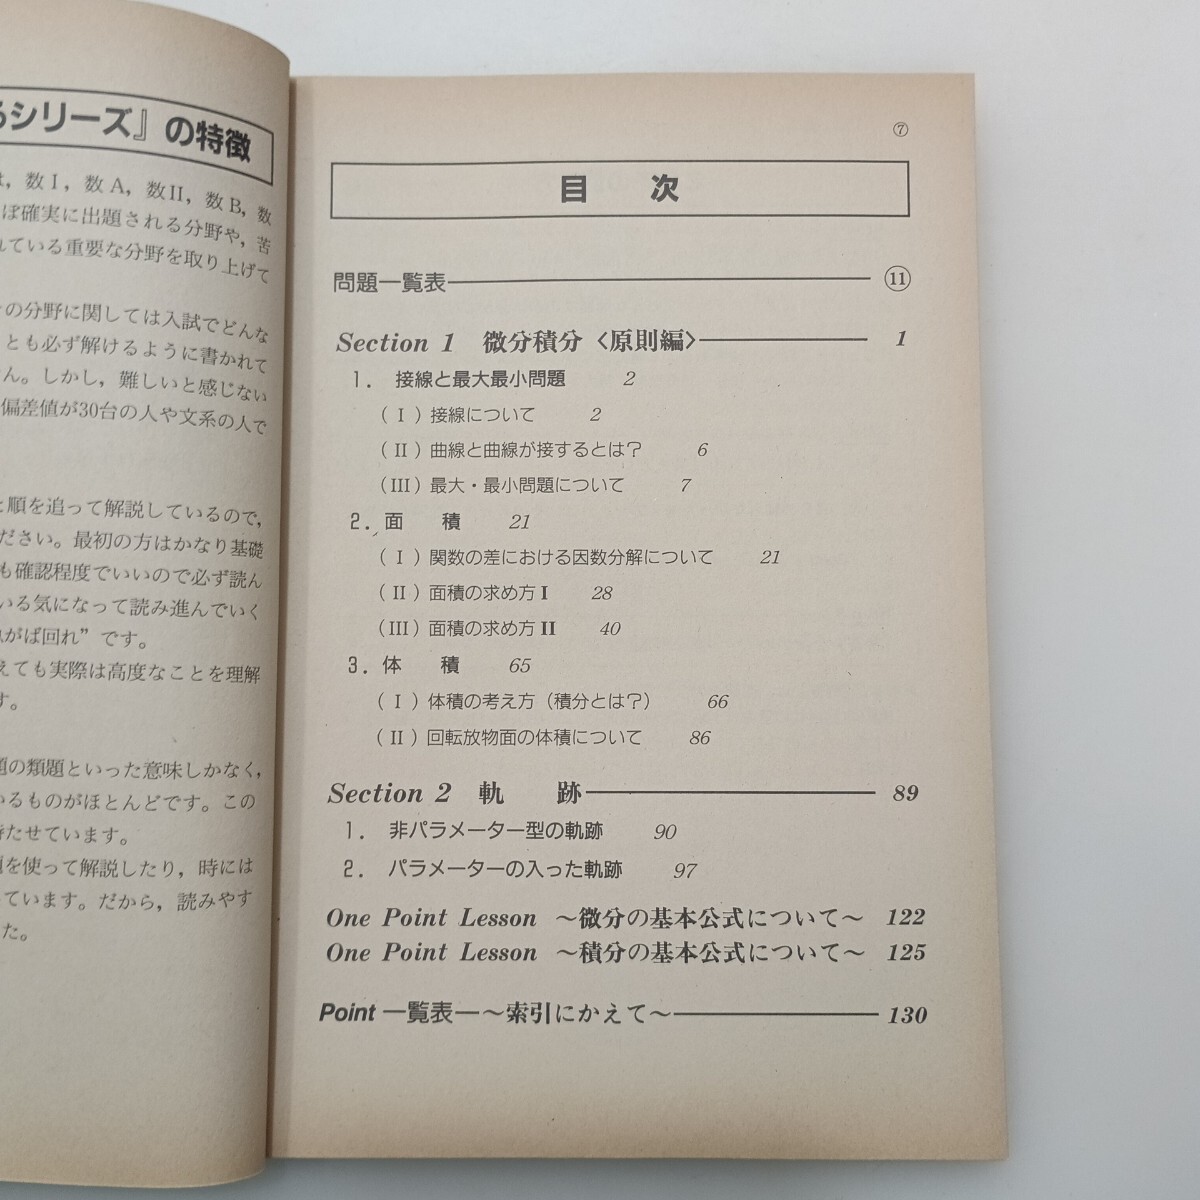 るシリーズ』の特徴
は，数Ⅰ，数A，数II，数B，数
ぼ確実に出題される分野や，苦
れている重要な分野を取り上げて
の分野に関しては入試でどんな
とも必ず解けるように書かれて
ん。しかし，難しいと感じない
偏差値が30台の人や文系の人で
と順を追って解説しているので，
ださい。最初の方はかなり基礎
も確認程度でいいので必ず読ん
いる気になって読み進んでいく
がば回れ”です。
えても実際は高度なことを理解
す。
題の類題といった意味しかなく，
いるものがほとんどです。この
持たせています。
題を使って解説したり，時には
っています。だから，読みやす
た。
⑦
目　次
問題一覧表 ⑪
Section 1 微分積分〈原則編〉 1
1．接線と最大最小問題 2
（Ⅰ）接線について 2
（II）曲線と曲線が接するとは？ 6
（III）最大・最小問題について 7
2．面　積 21
（Ⅰ）関数の差における因数分解について 21
（II）面積の求め方Ⅰ 28
（III）面積の求め方II 40
3．体　積 65
（Ⅰ）体積の考え方（積分とは？） 66
（II）回転放物面の体積について 86
Section 2 軌　跡 89
1．非パラメーター型の軌跡 90
2．パラメーターの入った軌跡 97
One Point Lesson ～微分の基本公式について～ 122
One Point Lesson ～積分の基本公式について～ 125
Point 一覧表 ～索引にかえて～ 130